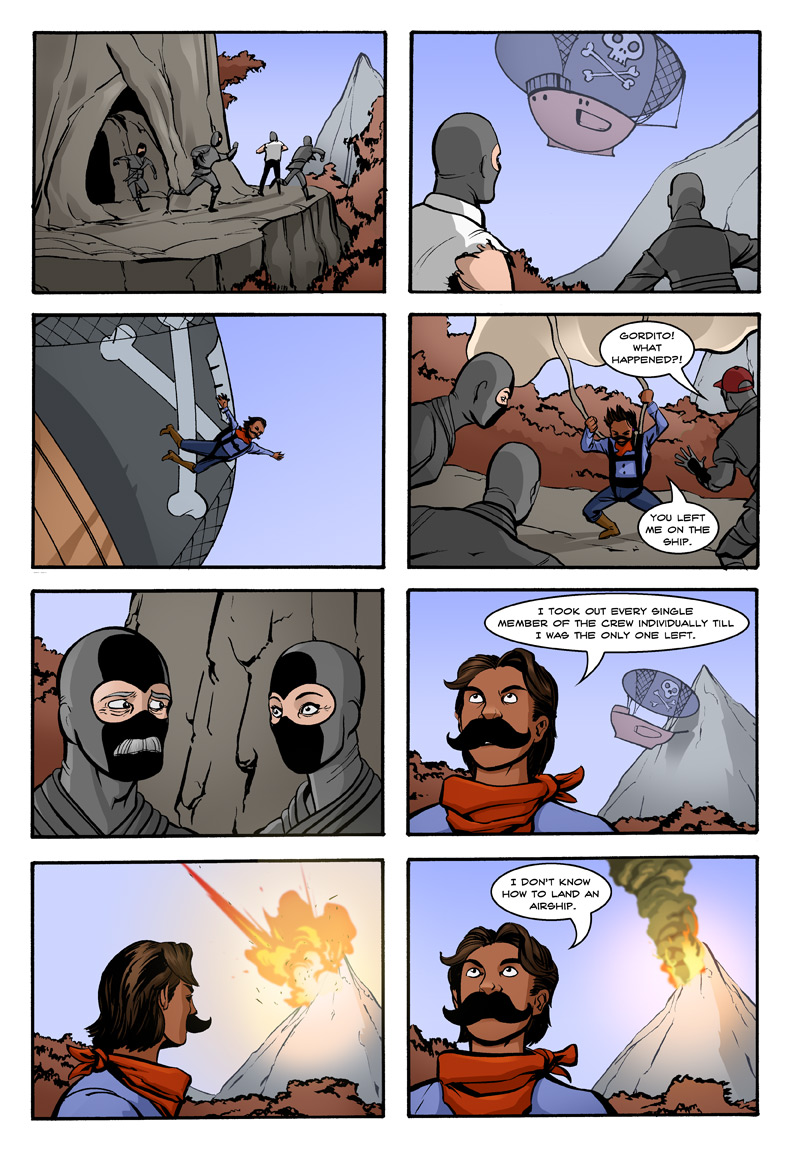 GORDITO!
WHAT
HAPPENED?!
YOU LEFT
ME ON THE
SHIP.
I TOOK OUT EVERY SINGLE
MEMBER OF THE CREW INDIVIDUALLY TILL
I WAS THE ONLY ONE LEFT.
I DON'T KNOW
HOW TO LAND AN
AIRSHIP.